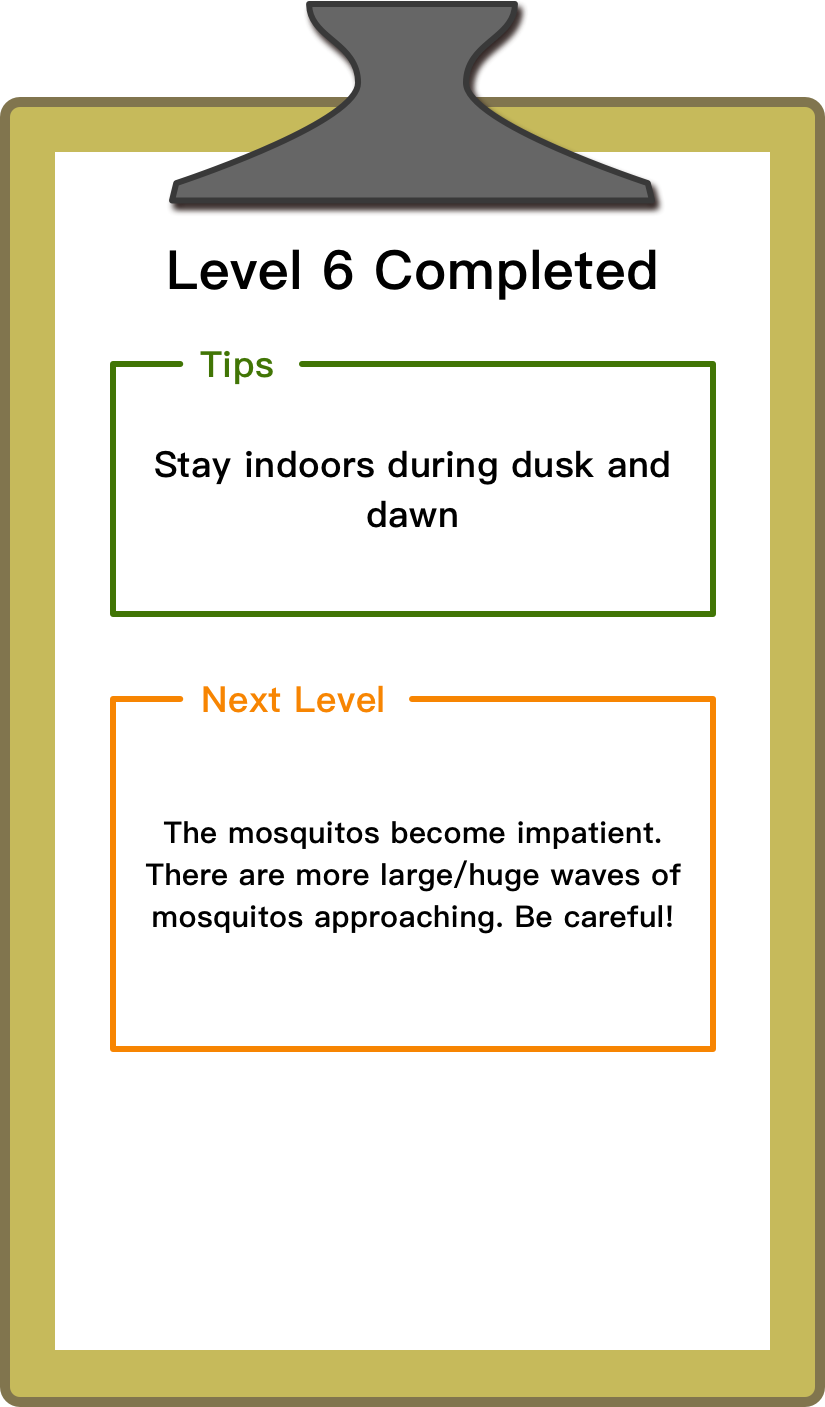 Level 6 Completed
Tips
Stay indoors during dusk and
dawn
Next Level
The mosquitos become impatient.
There are more large/huge waves of
mosquitos approaching. Be careful!